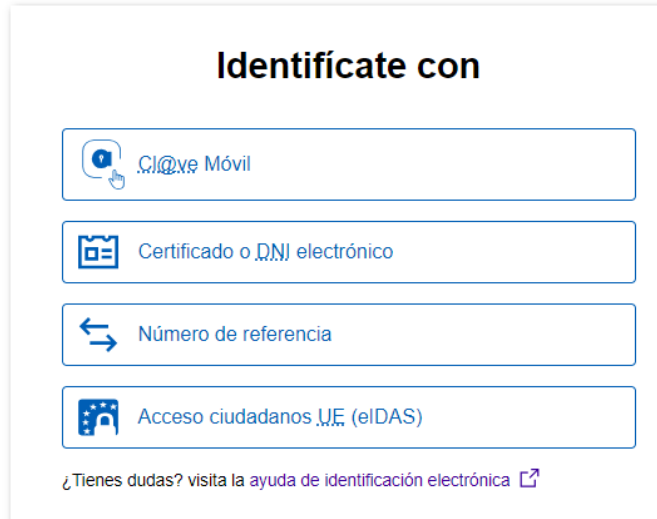 Identifícate con
Cl@ve Móvil
Certificado o DNI electrónico
Número de referencia
Acceso ciudadanos UE (eIDAS)
¿Tienes dudas? visita la ayuda de identificación electrónica